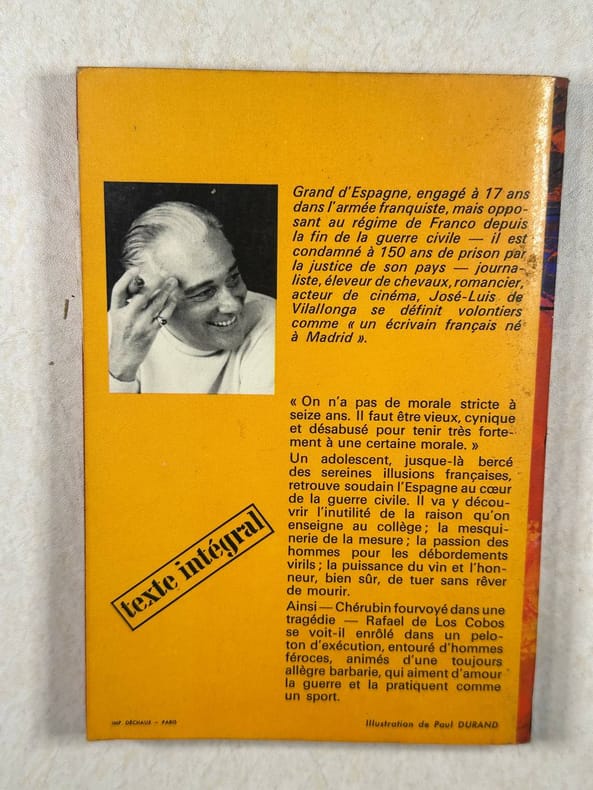 Grand d'Espagne, engagé à 17 ans
dans l'armée franquiste, mais oppo-
sant au régime de Franco depuis
la fin de la guerre civile — il est
condamné à 150 ans de prison par
la justice de son pays — journa-
liste, éleveur de chevaux, romancier,
acteur de cinéma, José-Luis de
Vilallonga se définit volontiers
comme « un écrivain français né
à Madrid ».
« On n'a pas de morale stricte à
seize ans. Il faut être vieux, cynique
et désabusé pour tenir très forte-
ment à une certaine morale. »
Un adolescent, jusque-là bercé
des sereines illusions françaises,
retrouve soudain l'Espagne au cœur
de la guerre civile. Il va y décou-
vrir l'inutilité de la raison qu'on
enseigne au collège ; la mesqui-
nerie de la mesure ; la passion des
hommes pour les débordements
virils ; la puissance du vin et l'hon-
neur, bien sûr, de tuer sans rêver
de mourir.
Ainsi — Chérubin fourvoyé dans une
tragédie — Rafael de Los Cobos
se voit-il enrôlé dans un pelo-
ton d'exécution, entouré d'hommes
féroces, animés d'une toujours
allègre barbarie, qui aiment d'amour
la guerre et la pratiquent comme
un sport.
texte intégral
IMP. DÉCHAUX - PARIS
Illustration de Paul DURAND